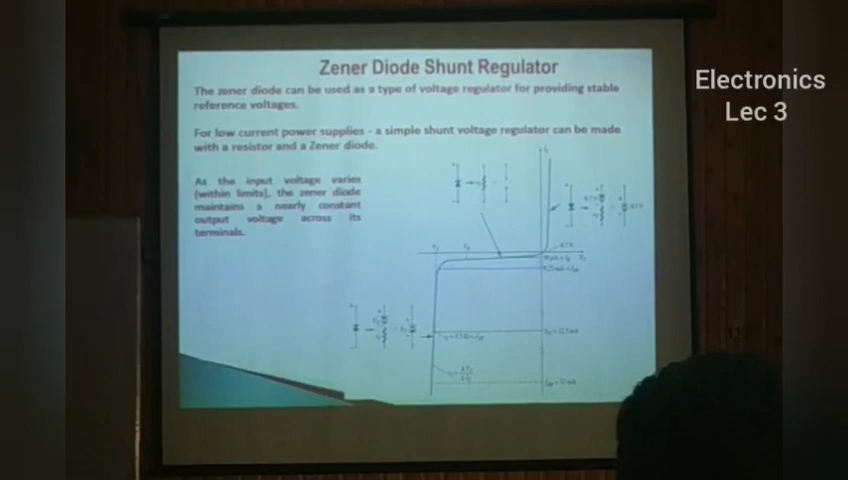 Zener Diode Shunt Regulator
The zener diode can be used as a type of voltage regulator for providing stable
reference voltages.
For low current power supplies - a simple shunt voltage regulator can be made
with a resistor and a Zener diode.
As the input voltage varies
(within limits), the zener diode
maintains a nearly constant
output voltage across its
terminals.
Electronics
Lec 3